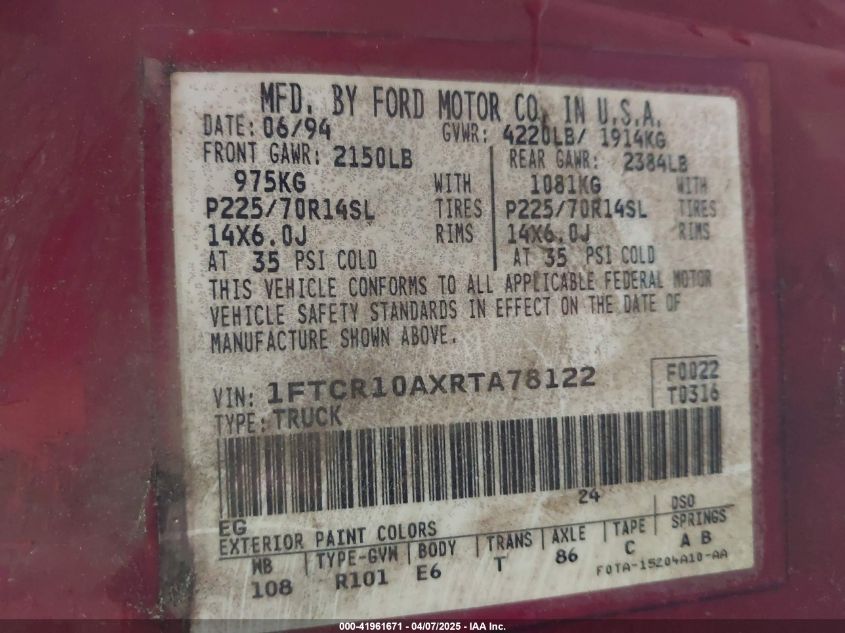 MFD. BY FORD MOTOR CO. IN U.S.A.
DATE: 06/94 GVWR: 4220LB/ 1914KG
FRONT GAWR: 2150LB REAR GAWR: 2384LB
975KG WITH 1081KG WITH
P225/70R14SL TIRES P225/70R14SL TIRES
14X6.0J RIMS 14X6.0J RIMS
AT 35 PSI COLD AT 35 PSI COLD
THIS VEHICLE CONFORMS TO ALL APPLICABLE FEDERAL MOTOR
VEHICLE SAFETY STANDARDS IN EFFECT ON THE DATE OF
MANUFACTURE SHOWN ABOVE.
VIN: 1FTCR10AXRTA78122 F0022
TYPE: TRUCK T0316
EG 24
EXTERIOR PAINT COLORS DSO
WB TYPE-GVW BODY TRANS AXLE TAPE SPRINGS
108 R101 E6 T 86 C A B
F0TA-15204A10-AA
000-41961671 04/07/2025 - IAA Inc.